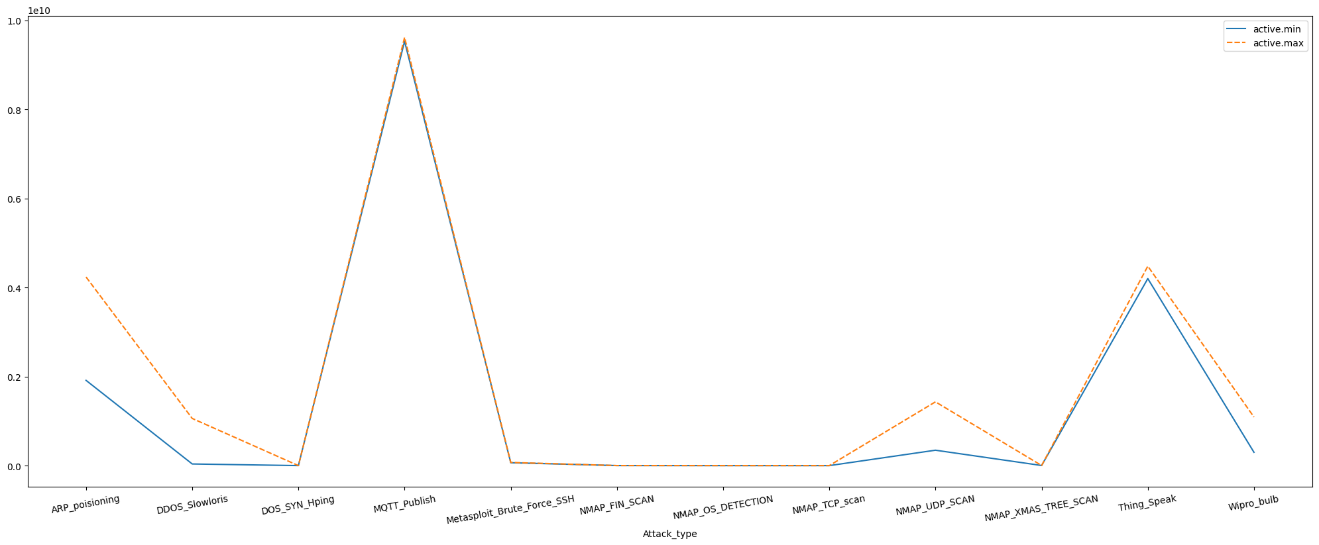 1e10
1.0
0.8
0.6
0.4
0.2
0.0
active.min
active.max
ARP_poisioning
DDOS_Slowloris
DOS_SYN_Hping
MQTT_Publish
Metasploit_Brute_Force_SSH
NMAP_FIN_SCAN
NMAP_OS_DETECTION
NMAP_TCP_scan
NMAP_UDP_SCAN
NMAP_XMAS_TREE_SCAN
Thing_Speak
Wipro_bulb
Attack_type